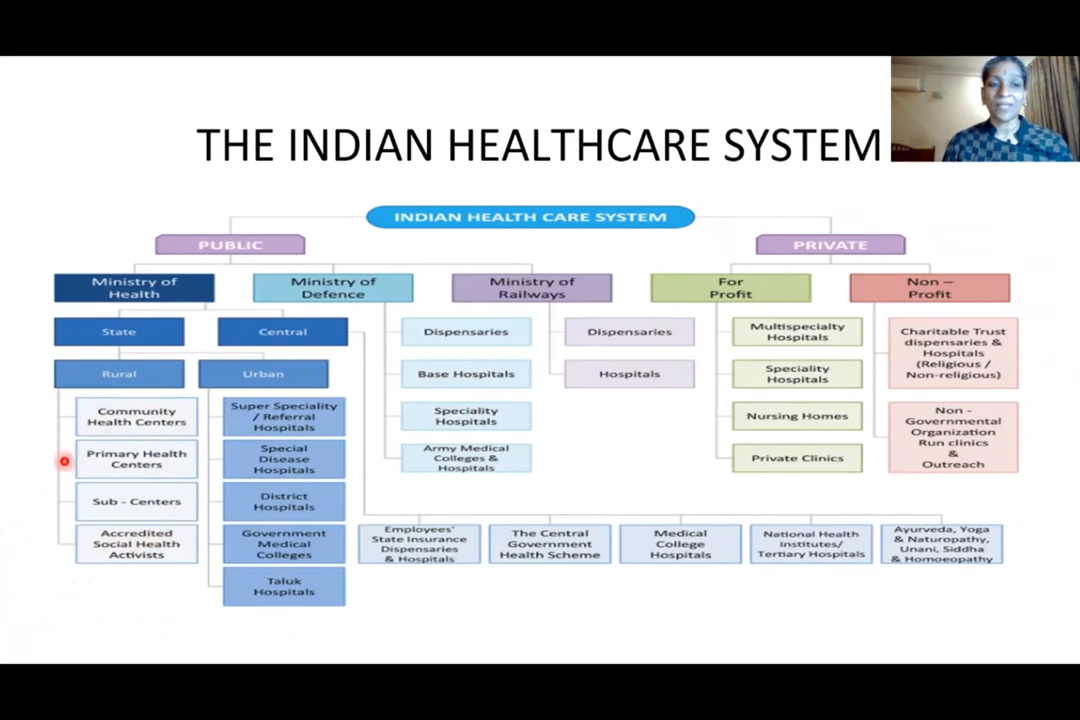 THE INDIAN HEALTHCARE SYSTEM
INDIAN HEALTH CARE SYSTEM
PUBLIC
PRIVATE
Ministry of
Health
Ministry of
Defence
Ministry of
Railways
For
Profit
Non –
Profit
State
Central
Rural
Urban
Community
Health Centers
Primary Health
Centers
Sub - Centers
Accredited
Social Health
Activists
Super Speciality
/ Referral
Hospitals
Special
Disease
Hospitals
District
Hospitals
Government
Medical
Colleges
Taluk
Hospitals
Dispensaries
Base Hospitals
Speciality
Hospitals
Army Medical
Colleges &
Hospitals
Dispensaries
Hospitals
Multispecialty
Hospitals
Speciality
Hospitals
Nursing Homes
Private Clinics
Charitable Trust
dispensaries &
Hospitals
(Religious /
Non-religious)
Non -
Governmental
Organization
Run clinics
&
Outreach
Employees'
State Insurance
Dispensaries
& Hospitals
The Central
Government
Health Scheme
Medical
College
Hospitals
National Health
Institutes/
Tertiary Hospitals
Ayurveda, Yoga
& Naturopathy,
Unani, Siddha
& Homoeopathy